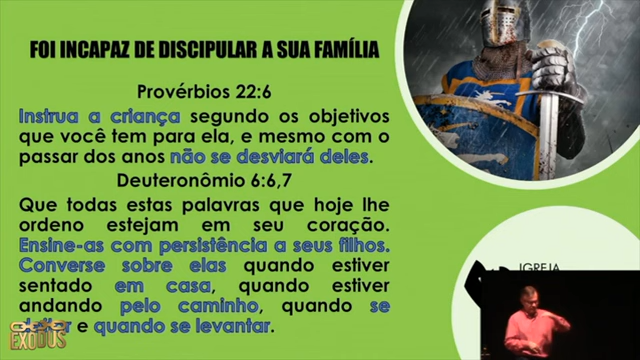 FOI INCAPAZ DE DISCIPULAR A SUA FAMÍLIA
Provérbios 22:6
Instrua a criança segundo os objetivos
que você tem para ela, e mesmo com o
passar dos anos não se desviará deles.
Deuteronômio 6:6,7
Que todas estas palavras que hoje lhe
ordeno estejam em seu coração.
Ensine-as com persistência a seus filhos.
Converse sobre elas quando estiver
sentado em casa, quando estiver
andando pelo caminho, quando se
e quando se levantar.
EXODUS
IGREJA